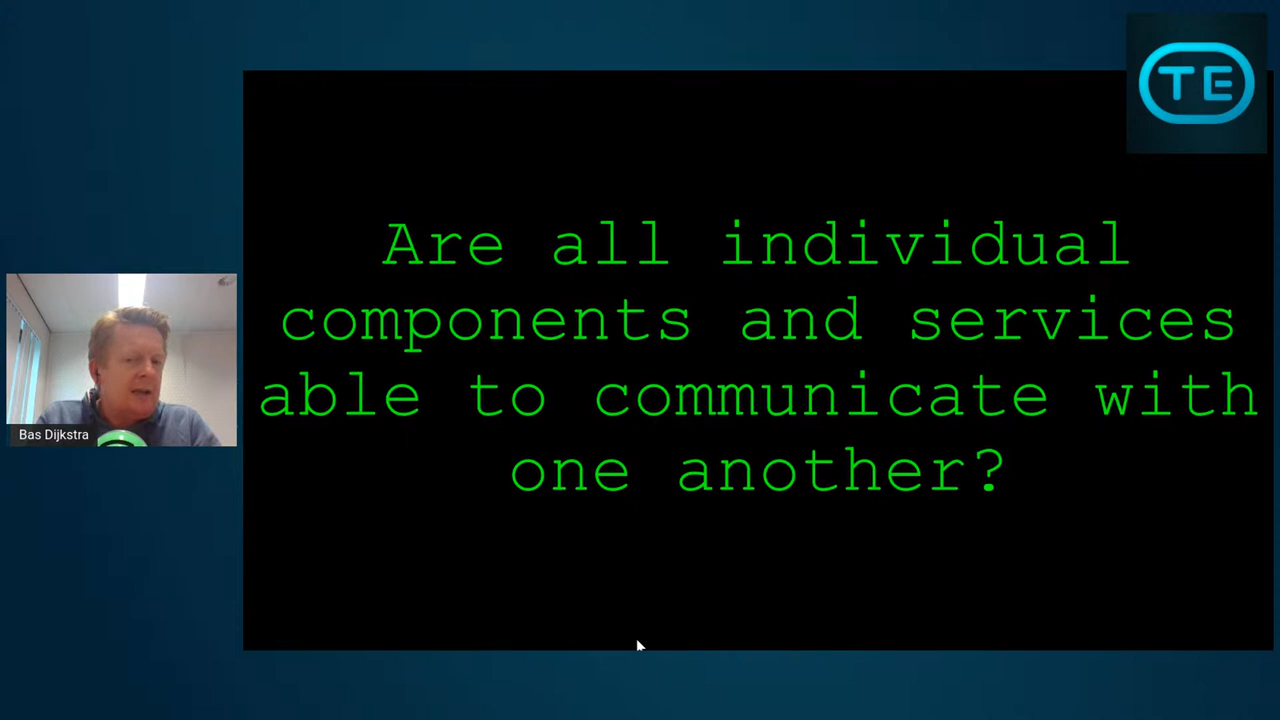 TE
Are all individual
components and services
able to communicate with
one another?
Bas Dijkstra